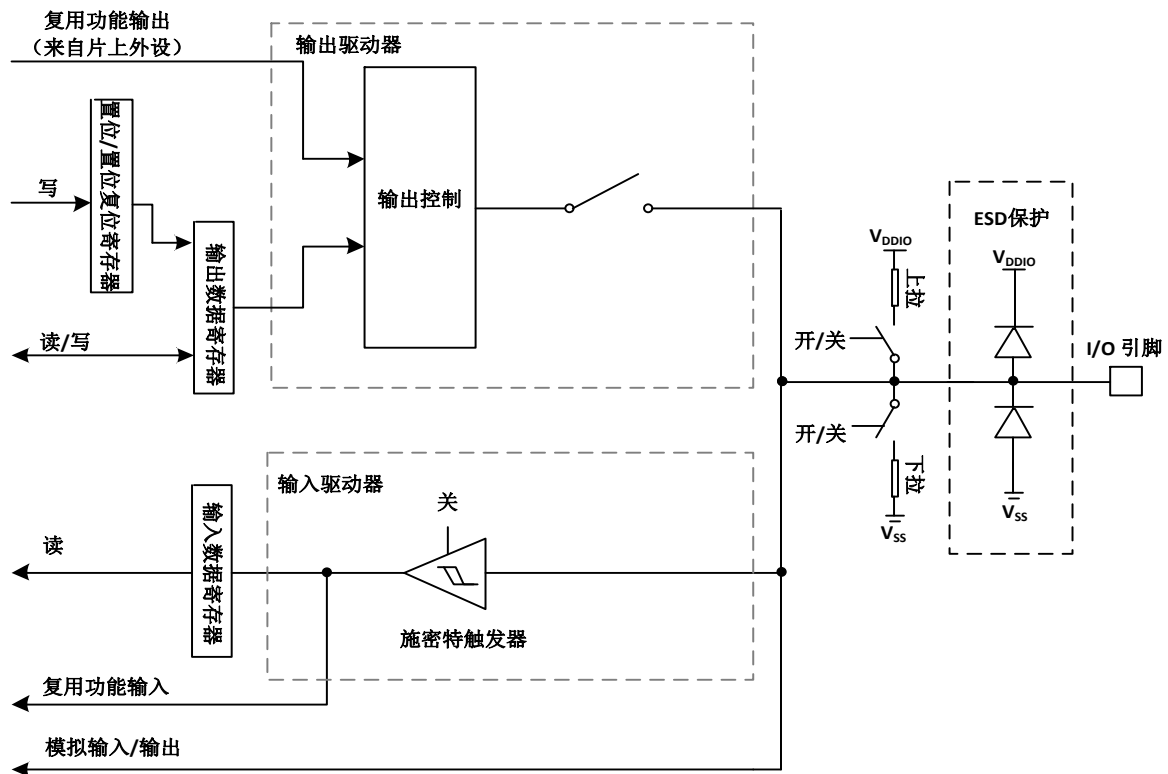 复用功能输出
（来自片上外设）
输出驱动器
置位/置位复位寄存器
写
输出控制
输出数据寄存器
读/写
ESD保护
VDDIO
VDDIO
上拉
开/关
I/O 引脚
开/关
下拉
VSS
VSS
输入驱动器
关
输入数据寄存器
读
施密特触发器
复用功能输入
模拟输入/输出